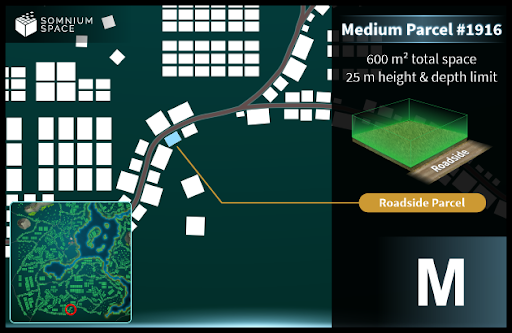 SOMNIUM
SPACE
Medium Parcel #1916
600 m² total space
25 m height & depth limit
Roadside
Roadside Parcel
M